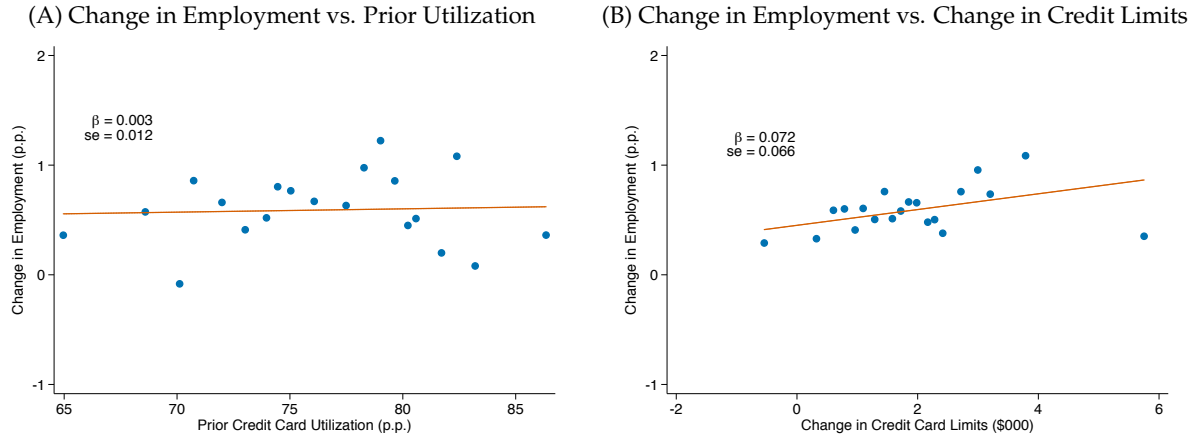 (A) Change in Employment vs. Prior Utilization
2
1
0
-1
Change in Employment (p.p.)
β = 0.003
se = 0.012
65 70 75 80 85
Prior Credit Card Utilization (p.p.)
(B) Change in Employment vs. Change in Credit Limits
2
1
0
-1
Change in Employment (p.p.)
β = 0.072
se = 0.066
-2 0 2 4 6
Change in Credit Card Limits ($000)